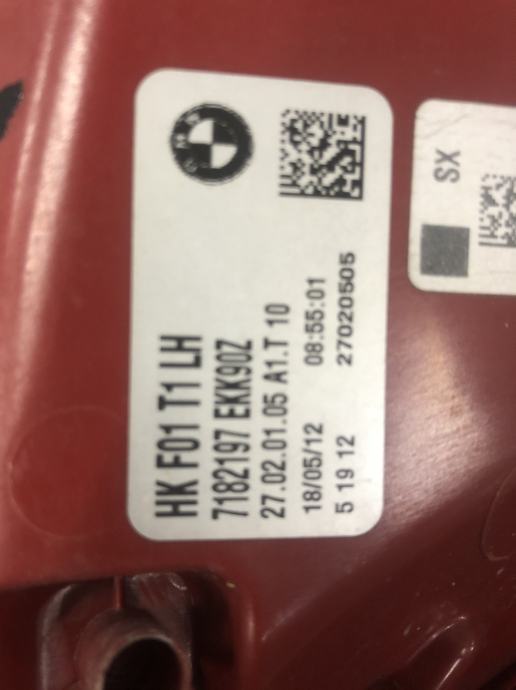 HK F01 T1 LH
7182197 EKK90Z
27.02.01.05 A1.T 10
18/05/12 08:55:01
5 19 12 27020505
SX